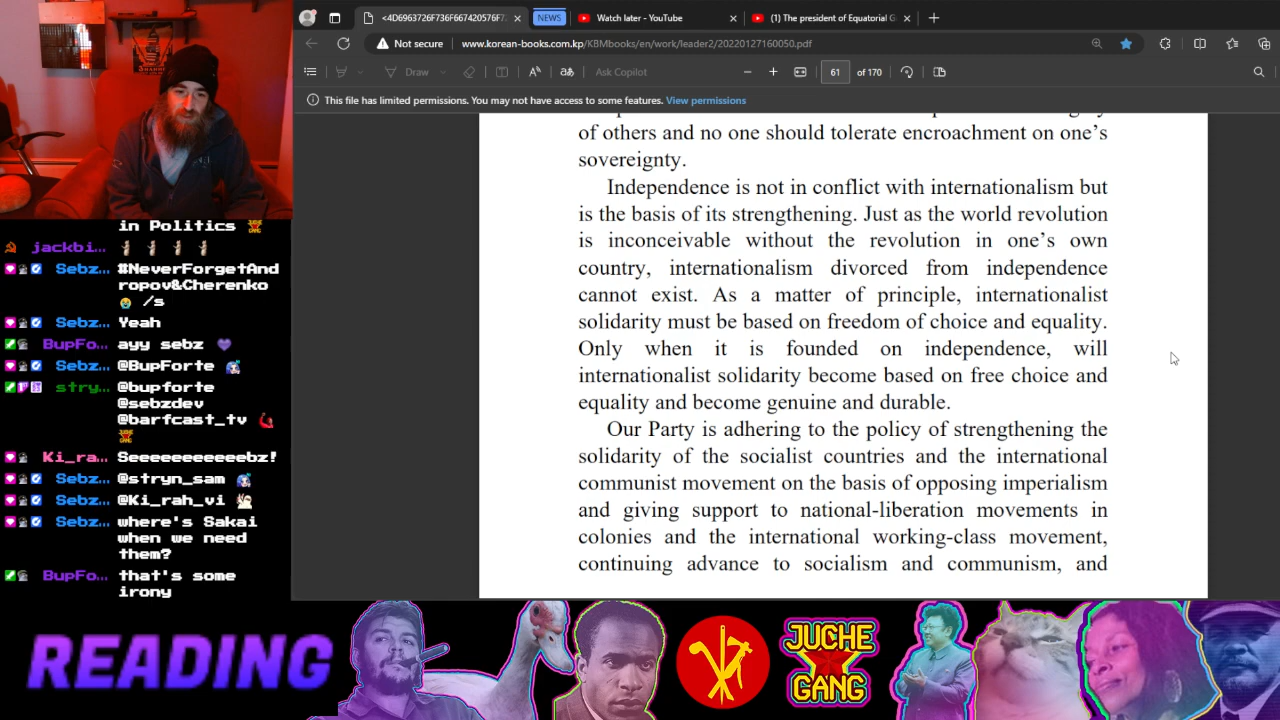 <4D6963726F736F667420576F7
NEWS
Watch later - YouTube
(1) The president of Equatorial G
Not secure
www.korean-books.com.kp/KBMbooks/en/work/leader2/20220127160050.pdf
Draw
Ask Copilot
61
of 170
This file has limited permissions. You may not have access to some features. View permissions
of others and no one should tolerate encroachment on one's
sovereignty.
Independence is not in conflict with internationalism but
is the basis of its strengthening. Just as the world revolution
is inconceivable without the revolution in one's own
country, internationalism divorced from independence
cannot exist. As a matter of principle, internationalist
solidarity must be based on freedom of choice and equality.
Only when it is founded on independence, will
internationalist solidarity become based on free choice and
equality and become genuine and durable.
Our Party is adhering to the policy of strengthening the
solidarity of the socialist countries and the international
communist movement on the basis of opposing imperialism
and giving support to national-liberation movements in
colonies and the international working-class movement,
continuing advance to socialism and communism, and
in Politics
jackbi...
Sebz... #NeverForgetAnd
ropov&Cherenko
/s
Sebz... Yeah
BupFo... ayy sebz
Sebz... @BupForte
stry... @bupforte
@sebzdev
@barfcast_tv
Ki_ra... Seeeeeeeeeeebz!
Sebz... @stryn_sam
Sebz... @Ki_rah_vi
Sebz... where's Sakai
when we need
them?
BupFo... that's some
irony
READING
JUCHE
GANG